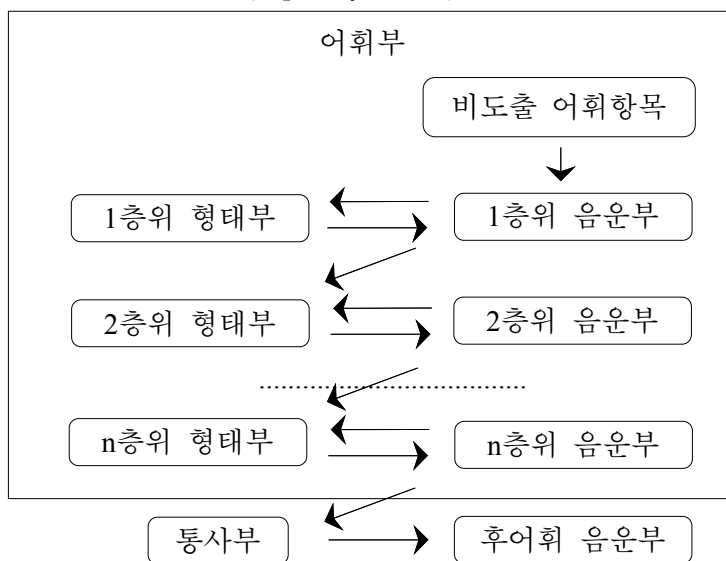 어휘부
비도출 어휘항목
1층위 형태부
1층위 음운부
2층위 형태부
2층위 음운부
n층위 형태부
n층위 음운부
통사부
후어휘 음운부